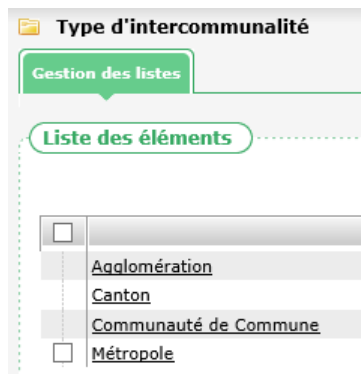 Type d'intercommunalité
Gestion des listes
Liste des éléments
Agglomération
Canton
Communauté de Commune
Métropole